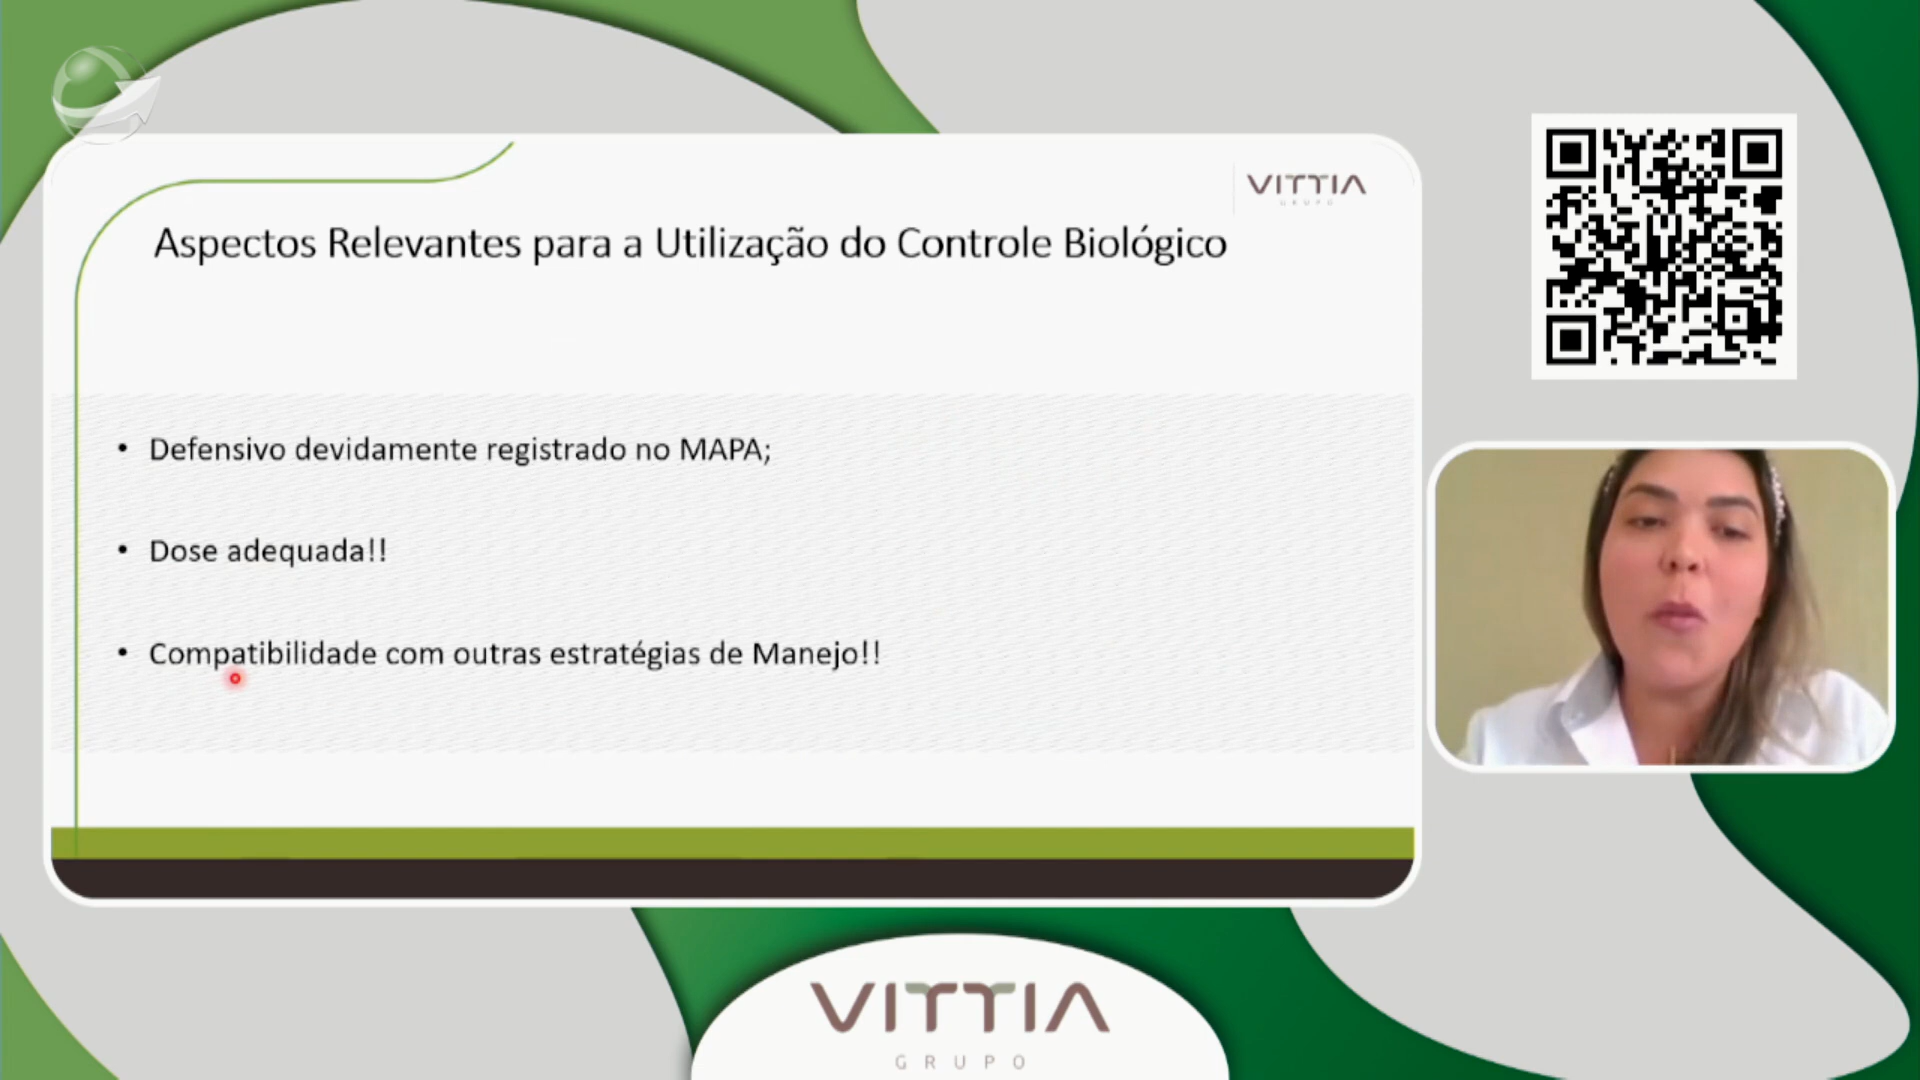 VITTIA
GRUPO
Aspectos Relevantes para a Utilização do Controle Biológico
• Defensivo devidamente registrado no MAPA;
• Dose adequada!!
• Compatibilidade com outras estratégias de Manejo!!
VITTIA
GRUPO